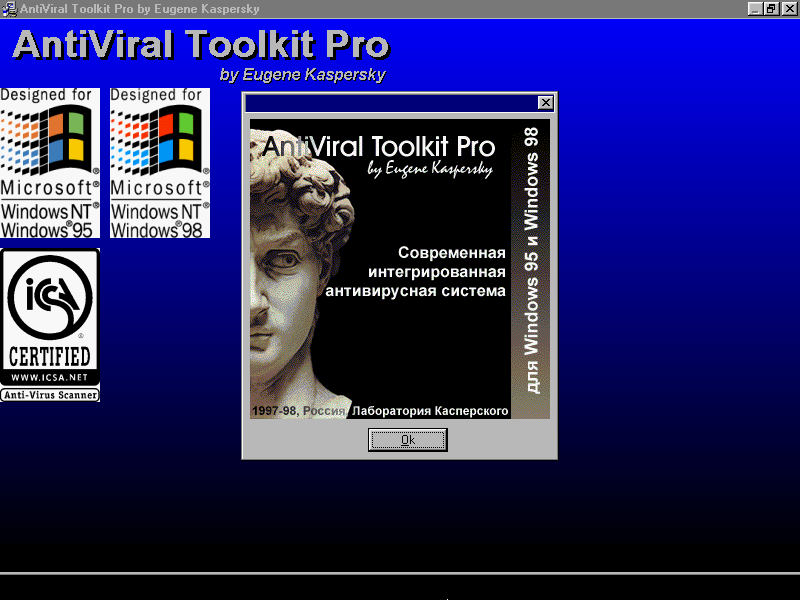 AntiViral Toolkit Pro by Eugene Kaspersky
AntiViral Toolkit Pro
by Eugene Kaspersky
Designed for
Microsoft®
Windows NT®
Windows®95
Designed for
Microsoft®
Windows NT®
Windows®98
ICSA
CERTIFIED
WWW.ICSA.NET
Anti-Virus Scanner
AntiViral Toolkit Pro
by Eugene Kaspersky
Современная
интегрированная
антивирусная система
для Windows 95 и Windows 98
1997-98, Россия, Лаборатория Касперского
Ok